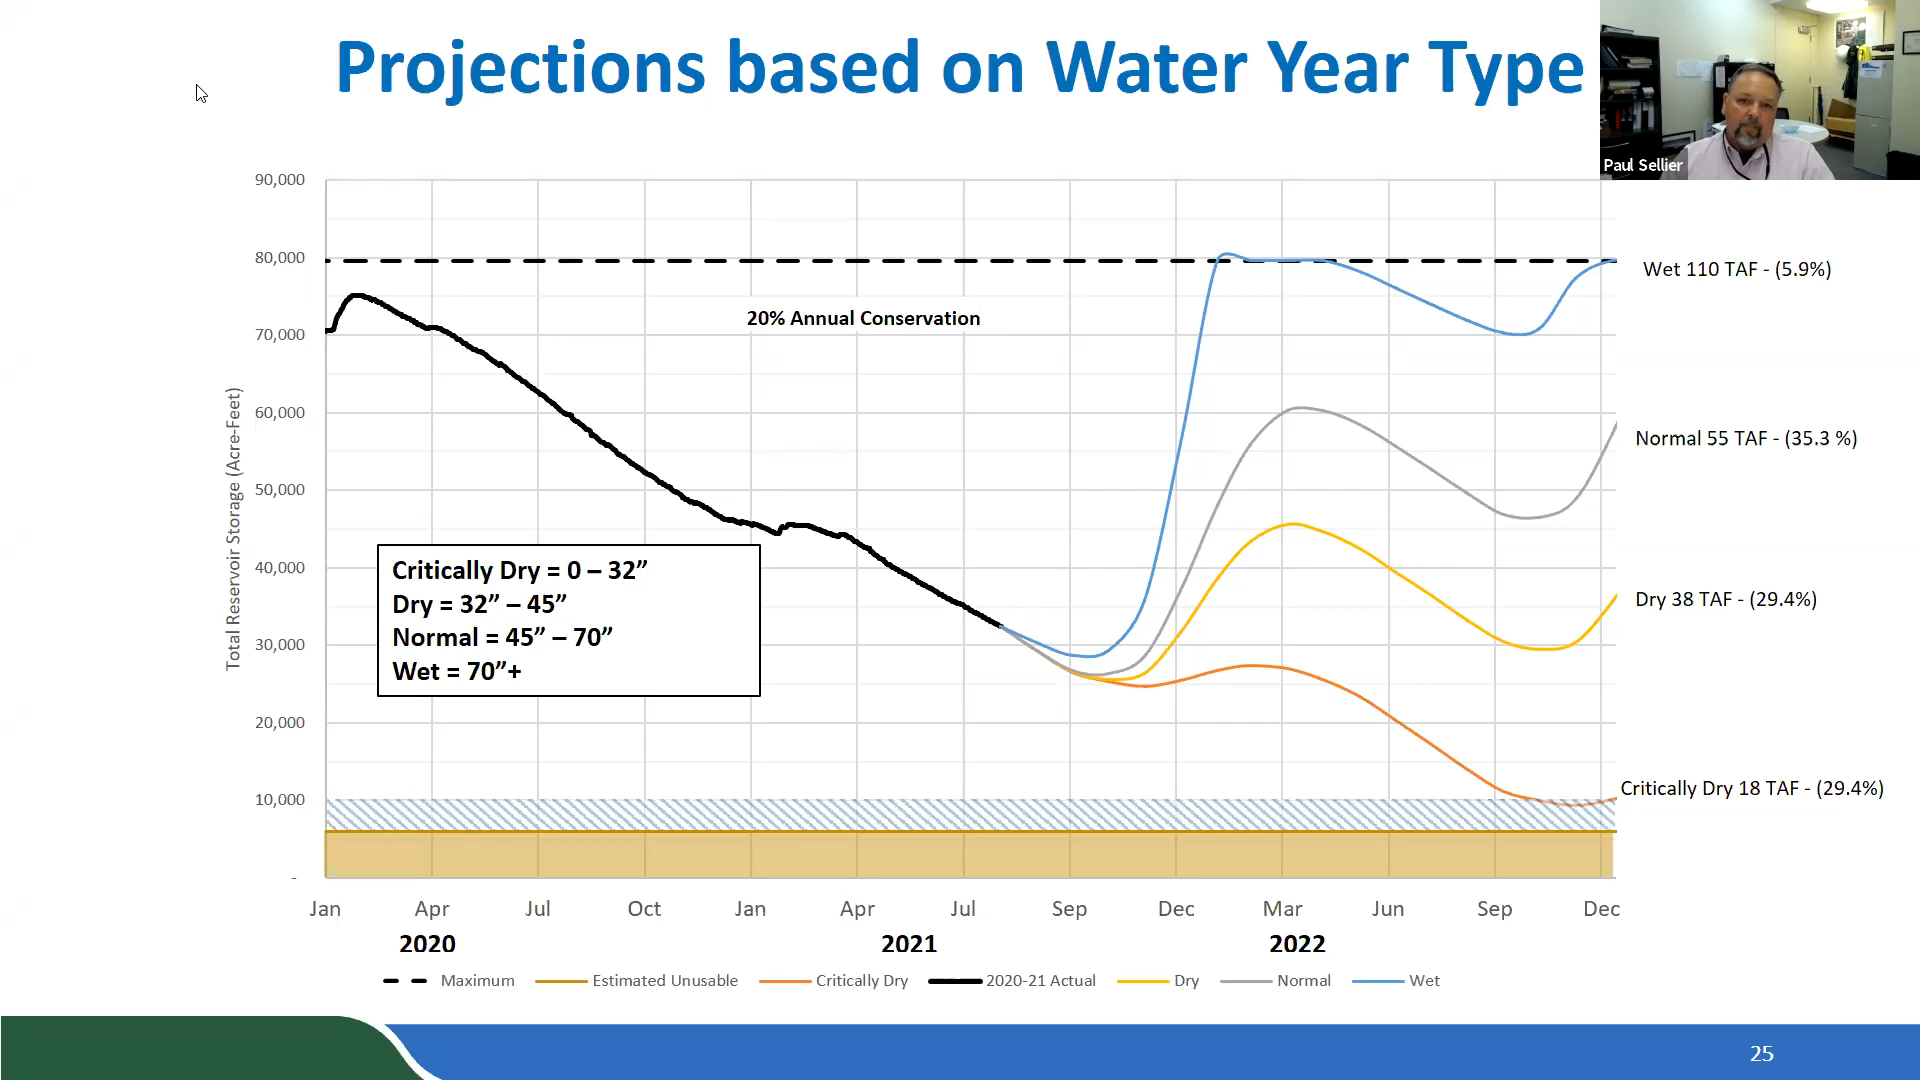 Projections based on Water Year Type
Paul Sellier
90,000
80,000
70,000
60,000
50,000
40,000
30,000
20,000
10,000
-
Total Reservoir Storage (Acre-Feet)
20% Annual Conservation
Critically Dry = 0 – 32”
Dry = 32” – 45”
Normal = 45” – 70”
Wet = 70”+
Wet 110 TAF - (5.9%)
Normal 55 TAF - (35.3 %)
Dry 38 TAF - (29.4%)
Critically Dry 18 TAF - (29.4%)
Jan Apr Jul Oct Jan Apr Jul Sep Dec Mar Jun Sep Dec
2020 2021 2022
Maximum Estimated Unusable Critically Dry 2020-21 Actual Dry Normal Wet
25